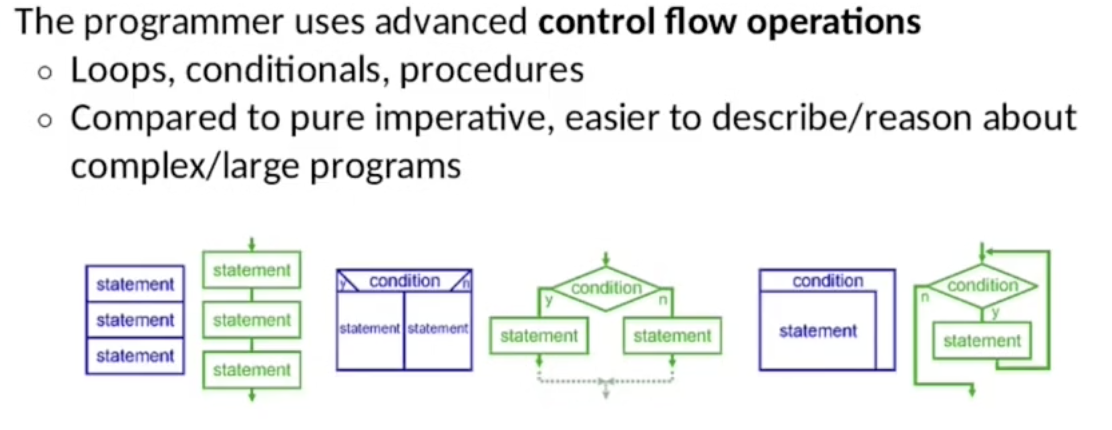 The programmer uses advanced control flow operations
○ Loops, conditionals, procedures
○ Compared to pure imperative, easier to describe/reason about
complex/large programs
statement
statement
statement
statement
statement
statement
y condition n
statement statement
condition
y n
statement statement
condition
statement
condition
n y
statement